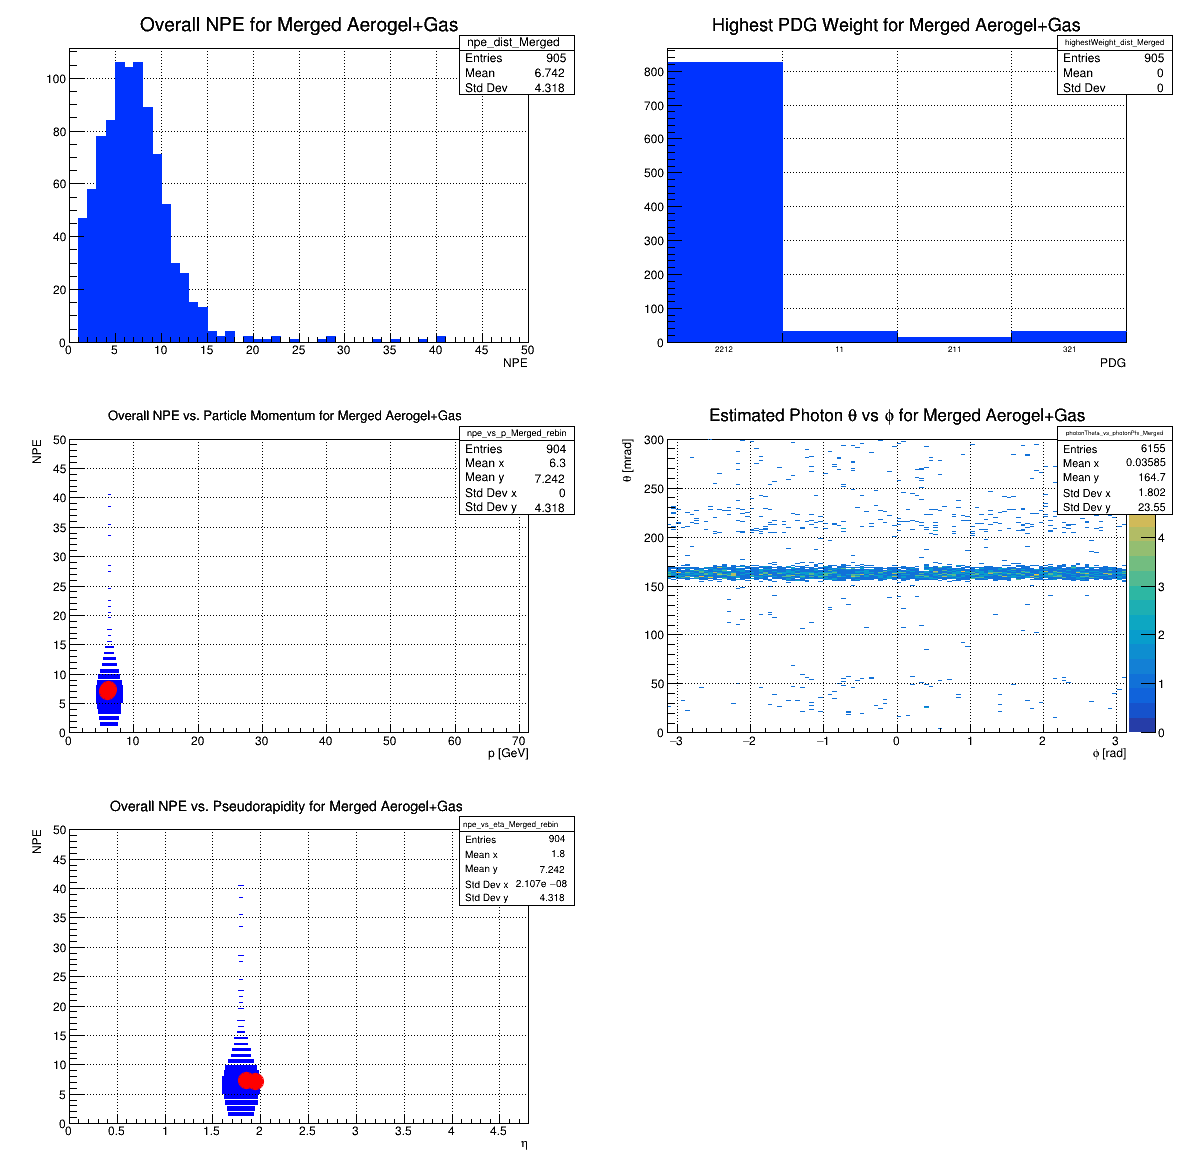 Overall NPE for Merged Aerogel+Gas
npe_dist_Merged
Entries 905
Mean 6.742
Std Dev 4.318
100
80
60
40
20
0
0 5 10 15 20 25 30 35 40 45 50
NPE
Highest PDG Weight for Merged Aerogel+Gas
highestWeight_dist_Merged
Entries 905
Mean 0
Std Dev 0
800
700
600
500
400
300
200
100
0
2212 11 211 321
PDG
Overall NPE vs. Particle Momentum for Merged Aerogel+Gas
npe_vs_p_Merged_rebin
Entries 904
Mean x 6.3
Mean y 7.242
Std Dev x 0
Std Dev y 4.318
NPE
50
45
40
35
30
25
20
15
10
5
0
0 10 20 30 40 50 60 70
p [GeV]
Estimated Photon θ vs ϕ for Merged Aerogel+Gas
photonTheta_vs_photonPhi_Merged
Entries 6155
Mean x 0.03585
Mean y 164.7
Std Dev x 1.802
Std Dev y 23.55
θ [mrad]
300
250
200
150
100
50
0
−3 −2 −1 0 1 2 3
ϕ [rad]
4
3
2
1
0
Overall NPE vs. Pseudorapidity for Merged Aerogel+Gas
npe_vs_eta_Merged_rebin
Entries 904
Mean x 1.8
Mean y 7.242
Std Dev x 2.107e −08
Std Dev y 4.318
NPE
50
45
40
35
30
25
20
15
10
5
0
0 0.5 1 1.5 2 2.5 3 3.5 4 4.5
η